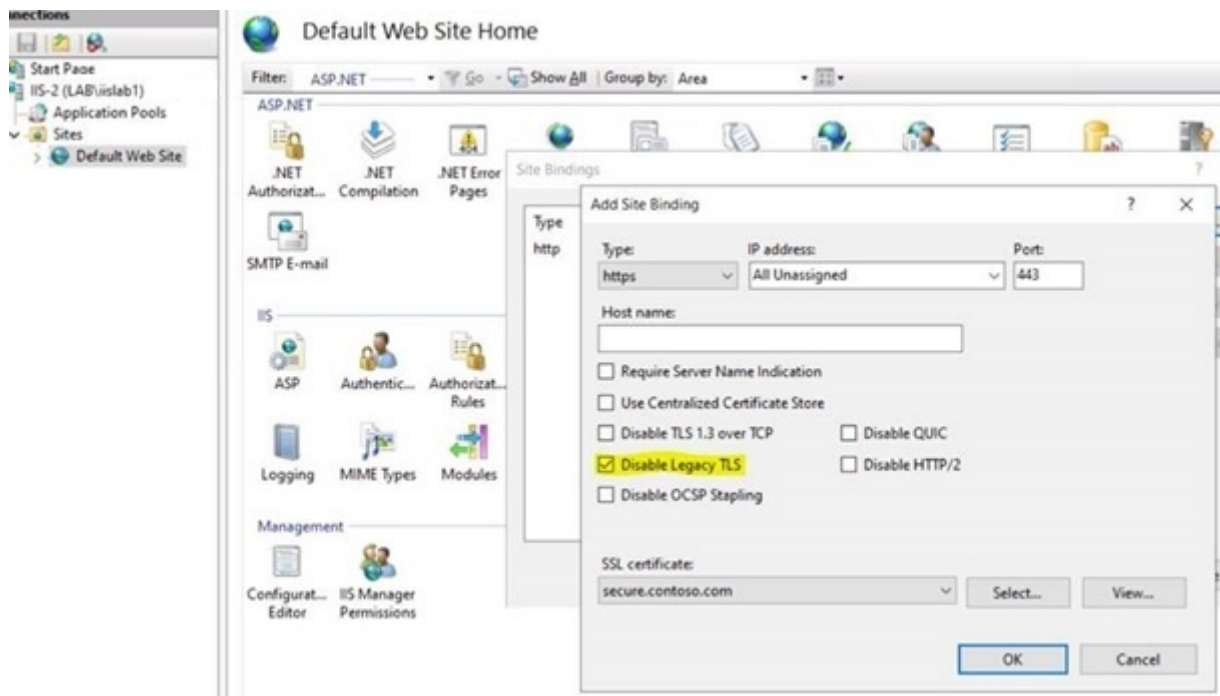 nnections
Start Page
IIS-2 (LAB\iislab1)
Application Pools
Sites
Default Web Site
Default Web Site Home
Filter: ASP.NET Go Show All Group by: Area
ASP.NET
.NET Authorizat...
.NET Compilation
.NET Error Pages
SMTP E-mail
IIS
ASP
Authentic...
Authorizat... Rules
Logging
MIME Types
Modules
Management
Configurat... Editor
IIS Manager Permissions
Site Bindings ?
Type
http
Add Site Binding ?
Type: IP address: Port:
https All Unassigned 443
Host name:
Require Server Name Indication
Use Centralized Certificate Store
Disable TLS 1.3 over TCP Disable QUIC
Disable Legacy TLS Disable HTTP/2
Disable OCSP Stapling
SSL certificate:
secure.contoso.com Select... View...
OK Cancel